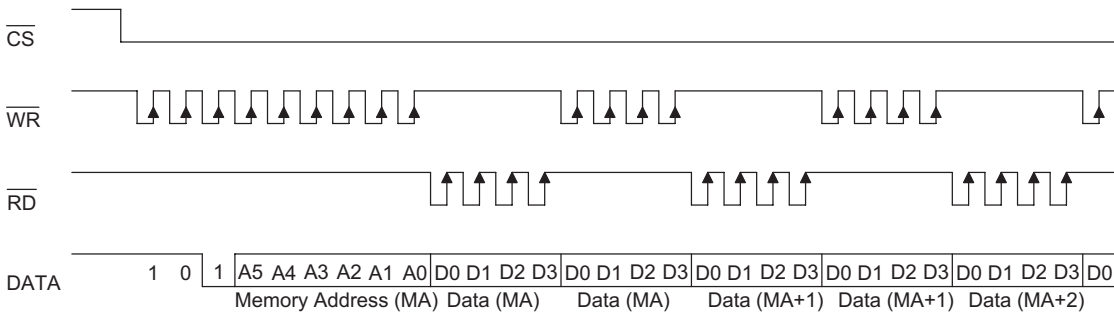 CS
WR
RD
DATA 1 0 1 A5 A4 A3 A2 A1 A0 D0 D1 D2 D3 D0 D1 D2 D3 D0 D1 D2 D3 D0 D1 D2 D3 D0 D1 D2 D3 D0
Memory Address (MA) Data (MA) Data (MA) Data (MA+1) Data (MA+1) Data (MA+2)